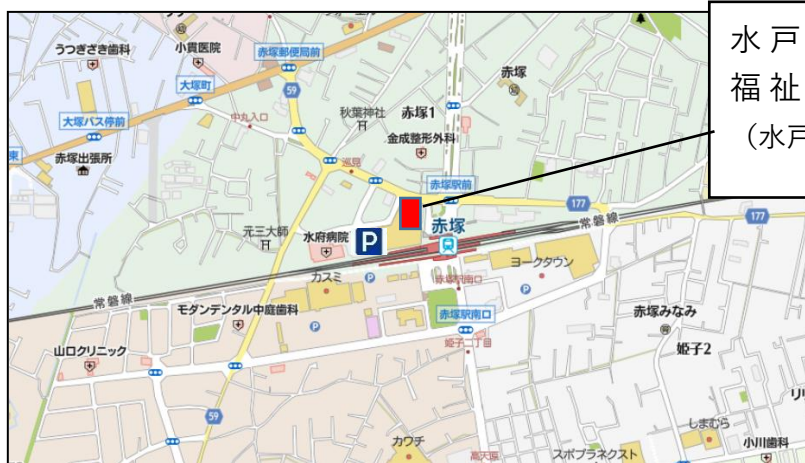 水 戸
福 祉
（水戸
うつぎざき歯科
小貫医院
赤塚郵便局前
大塚町
59
大塚バス停前
中丸入口
秋葉神社
赤塚1
赤塚
金成整形外科
東
赤塚出張所
巡見
赤塚駅前
177
元三大師
水府病院
P
赤塚
常磐線
177
カスミ
P
ヨークタウン
P
赤塚駅南口
常磐線
モダンデンタル中庭歯科
P
赤塚駅南口
赤塚みなみ
山口クリニック
姫子二丁目
姫子2
59
カワチ
しまむら
小川歯科
高天原
スポプラネクスト